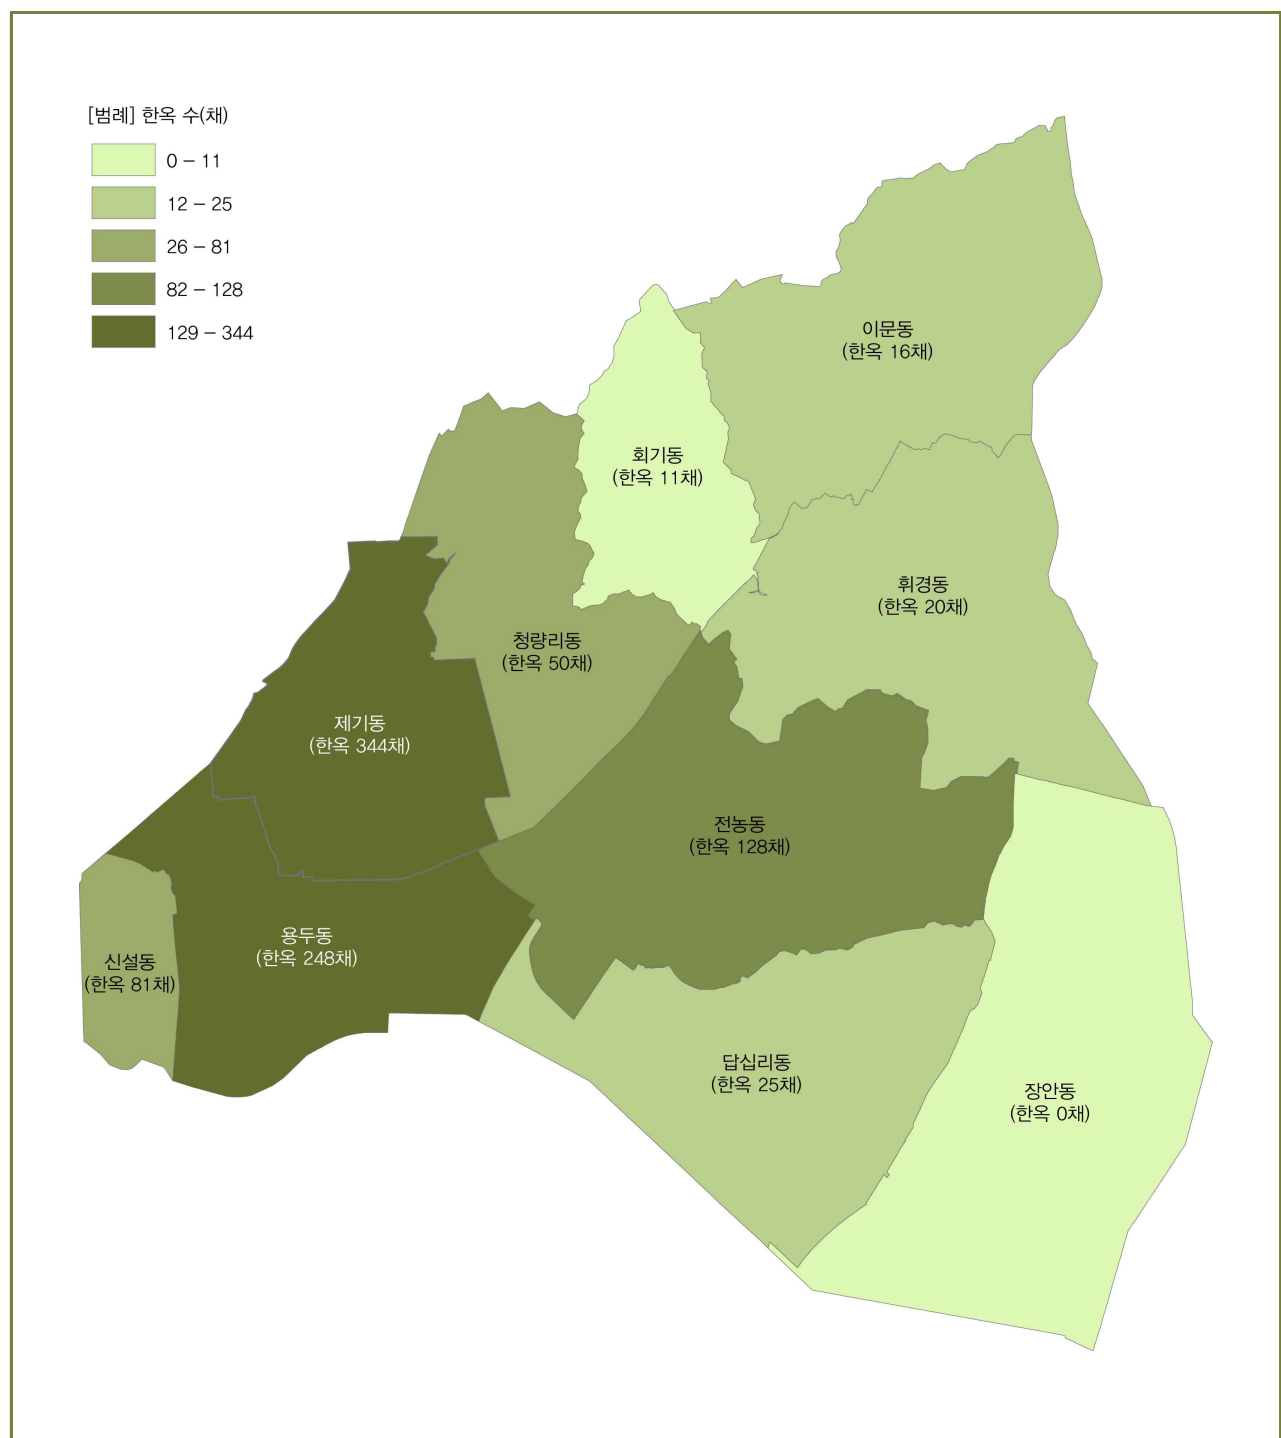 [범례] 한옥 수(채)
0 – 11
12 – 25
26 – 81
82 – 128
129 – 344
이문동
(한옥 16채)
회기동
(한옥 11채)
휘경동
(한옥 20채)
청량리동
(한옥 50채)
제기동
(한옥 344채)
전농동
(한옥 128채)
용두동
(한옥 248채)
신설동
(한옥 81채)
답십리동
(한옥 25채)
장안동
(한옥 0채)